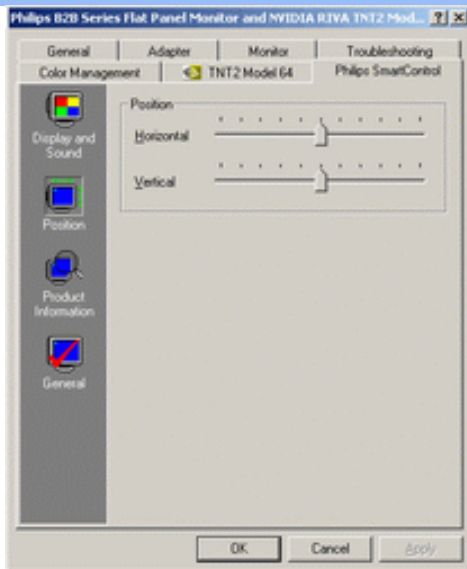 Philips B2B Series Flat Panel Monitor and NVIDIA RIVA TNT2 Mod...
General Adapter Monitor Troubleshooting
Color Management TNT2 Model 64 Philips SmartControl
Display and
Sound
Position
Product
Information
General
Position
Horizontal
Vertical
OK Cancel Apply